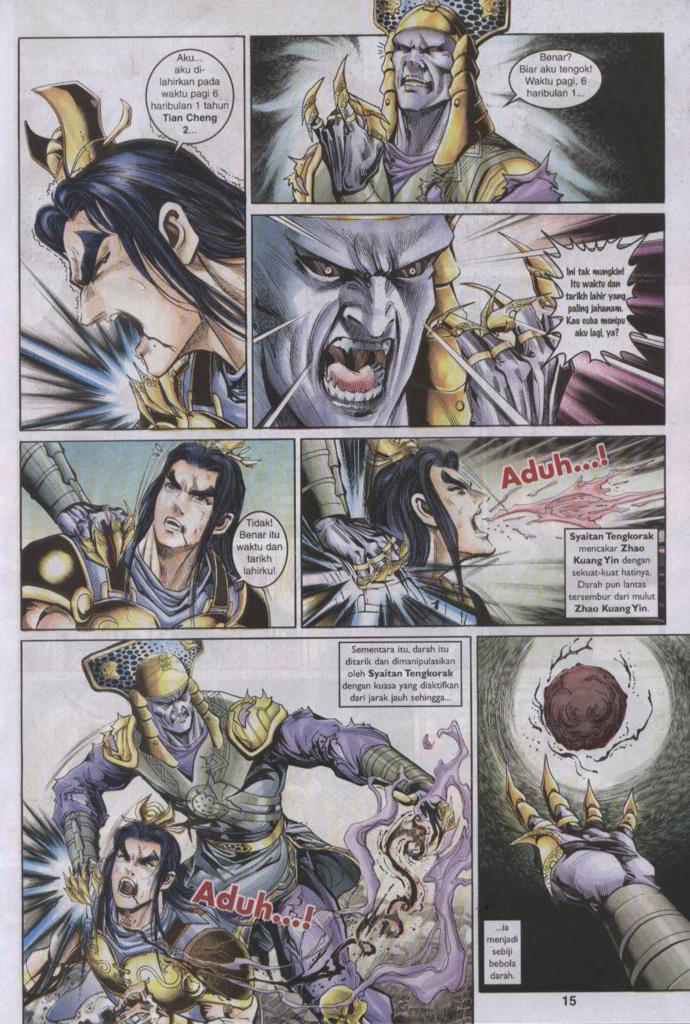 Aku...
aku di-
lahirkan pada
waktu pagi 6
haribulan 1 tahun
Tian Cheng
2...
Benar?
Biar aku tengok!
Waktu pagi, 6
haribulan 1...
Ini tak mungkin!
Itu waktu dan
tarikh lahir yang
paling jahanam.
Kau cuba menipu
aku lagi, ya?
Tidak!
Benar itu
waktu dan
tarikh
lahirku!
Aduh...!
Syaitan Tengkorak
mencakar Zhao
Kuang Yin dengan
sekuat-kuat hatinya.
Darah pun lantas
tersembur dari mulut
Zhao Kuang Yin.
Sementara itu, darah itu
ditarik dan dimanipulasikan
oleh Syaitan Tengkorak
dengan kuasa yang diaktifkan
dari jarak jauh sehingga...
Aduh...!
...ia
menjadi
sebiji
bebola
darah.
15